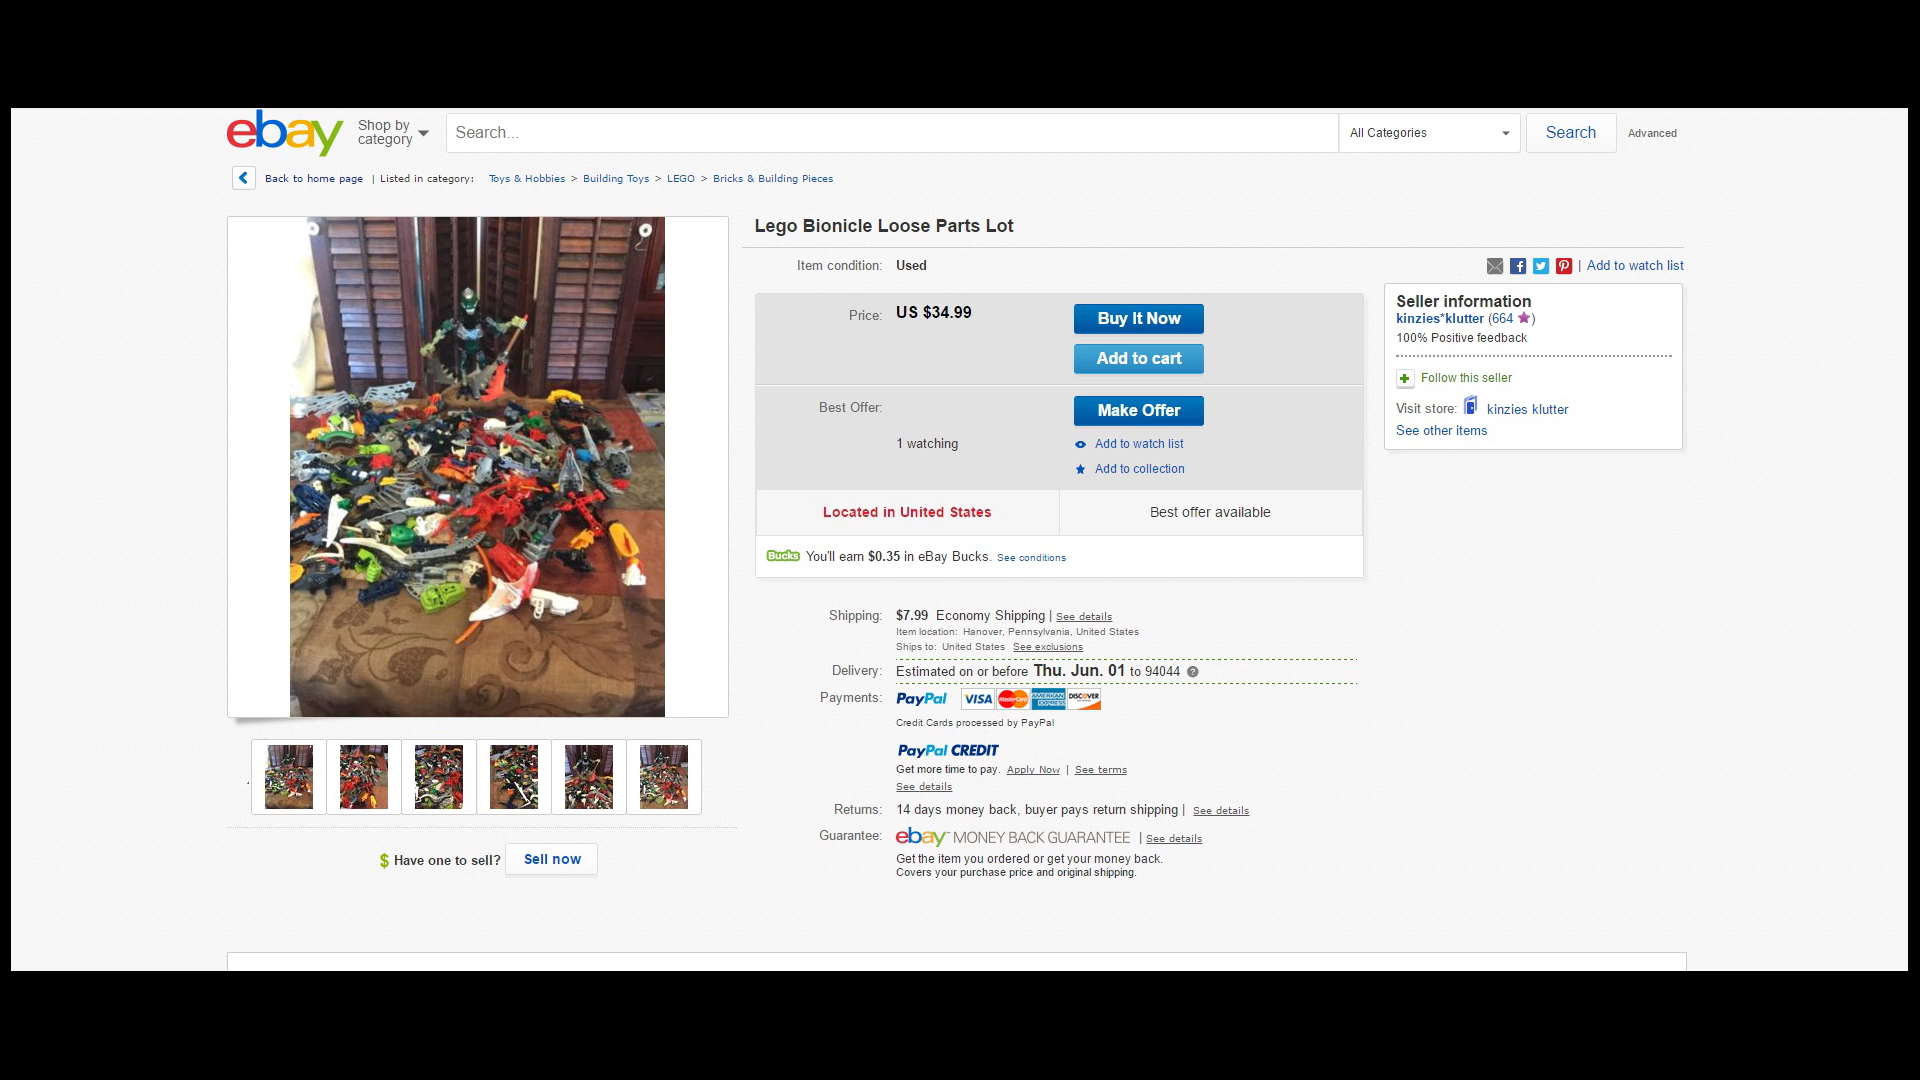 ebay
Shop by
category
Search...
All Categories
Search
Advanced
Back to home page | Listed in category: Toys & Hobbies > Building Toys > LEGO > Bricks & Building Pieces
Lego Bionicle Loose Parts Lot
Item condition: Used
| Add to watch list
Price: US $34.99
Buy It Now
Add to cart
Best Offer:
Make Offer
1 watching
Add to watch list
Add to collection
Located in United States
Best offer available
Bucks You'll earn $0.35 in eBay Bucks. See conditions
Seller information
kinzies*klutter (664)
100% Positive feedback
Follow this seller
Visit store: kinzies klutter
See other items
Shipping: $7.99 Economy Shipping | See details
Item location: Hanover, Pennsylvania, United States
Ships to: United States See exclusions
Delivery: Estimated on or before Thu. Jun. 01 to 94044 ?
Payments: PayPal VISA MasterCard AMERICAN EXPRESS DISCOVER
Credit Cards processed by PayPal
PayPal CREDIT
Get more time to pay. Apply Now | See terms
See details
Returns: 14 days money back, buyer pays return shipping | See details
Guarantee: ebay MONEY BACK GUARANTEE | See details
Get the item you ordered or get your money back.
Covers your purchase price and original shipping.
$ Have one to sell? Sell now